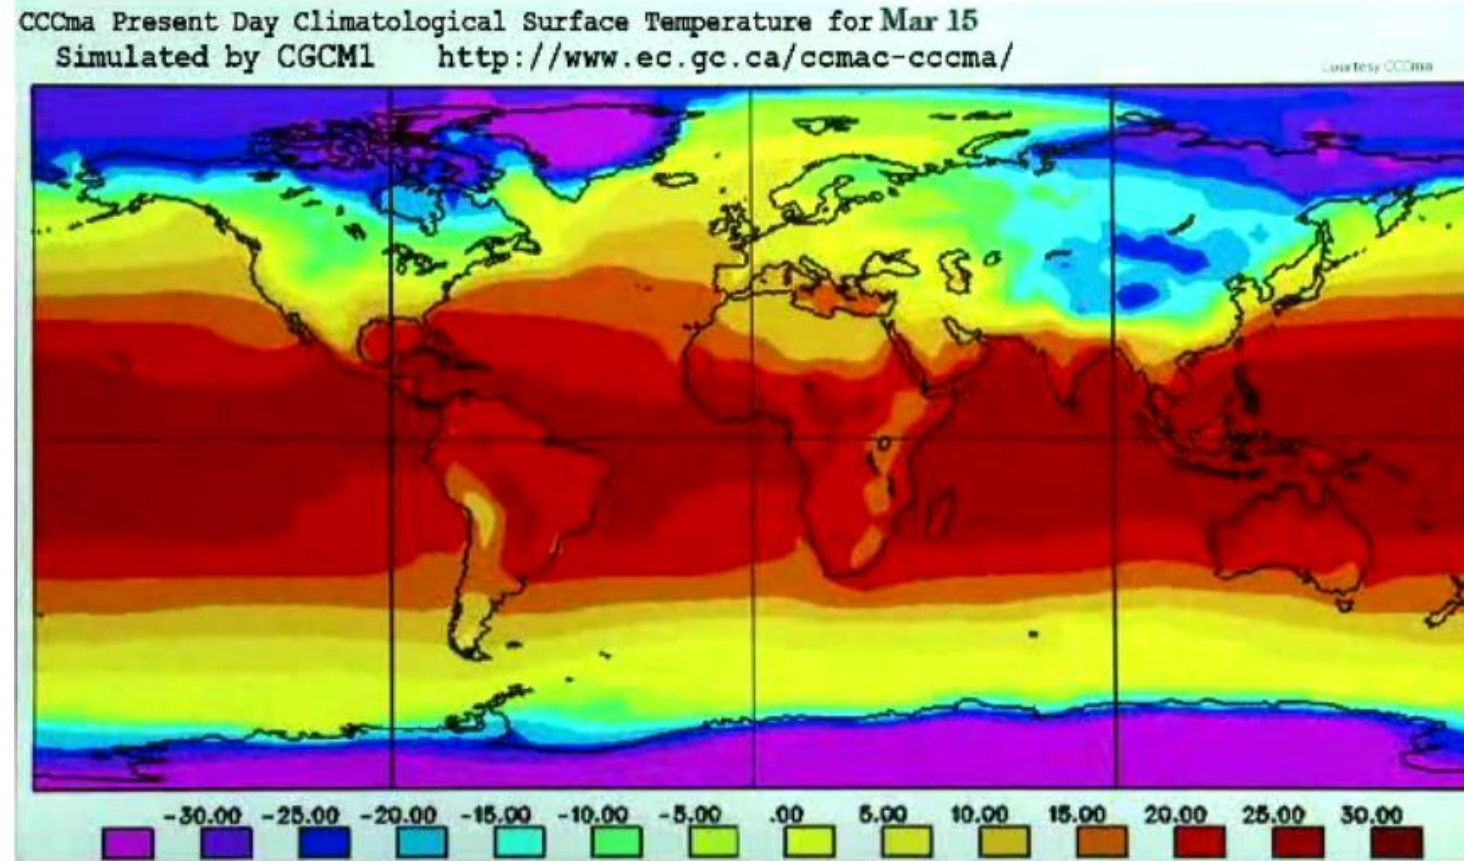 CCCma Present Day Climatological Surface Temperature for Mar 15
Simulated by CGCM1 http://www.ec.gc.ca/ccmac-cccma/
Courtesy CCCma
-30.00 -25.00 -20.00 -15.00 -10.00 -5.00 .00 5.00 10.00 15.00 20.00 25.00 30.00